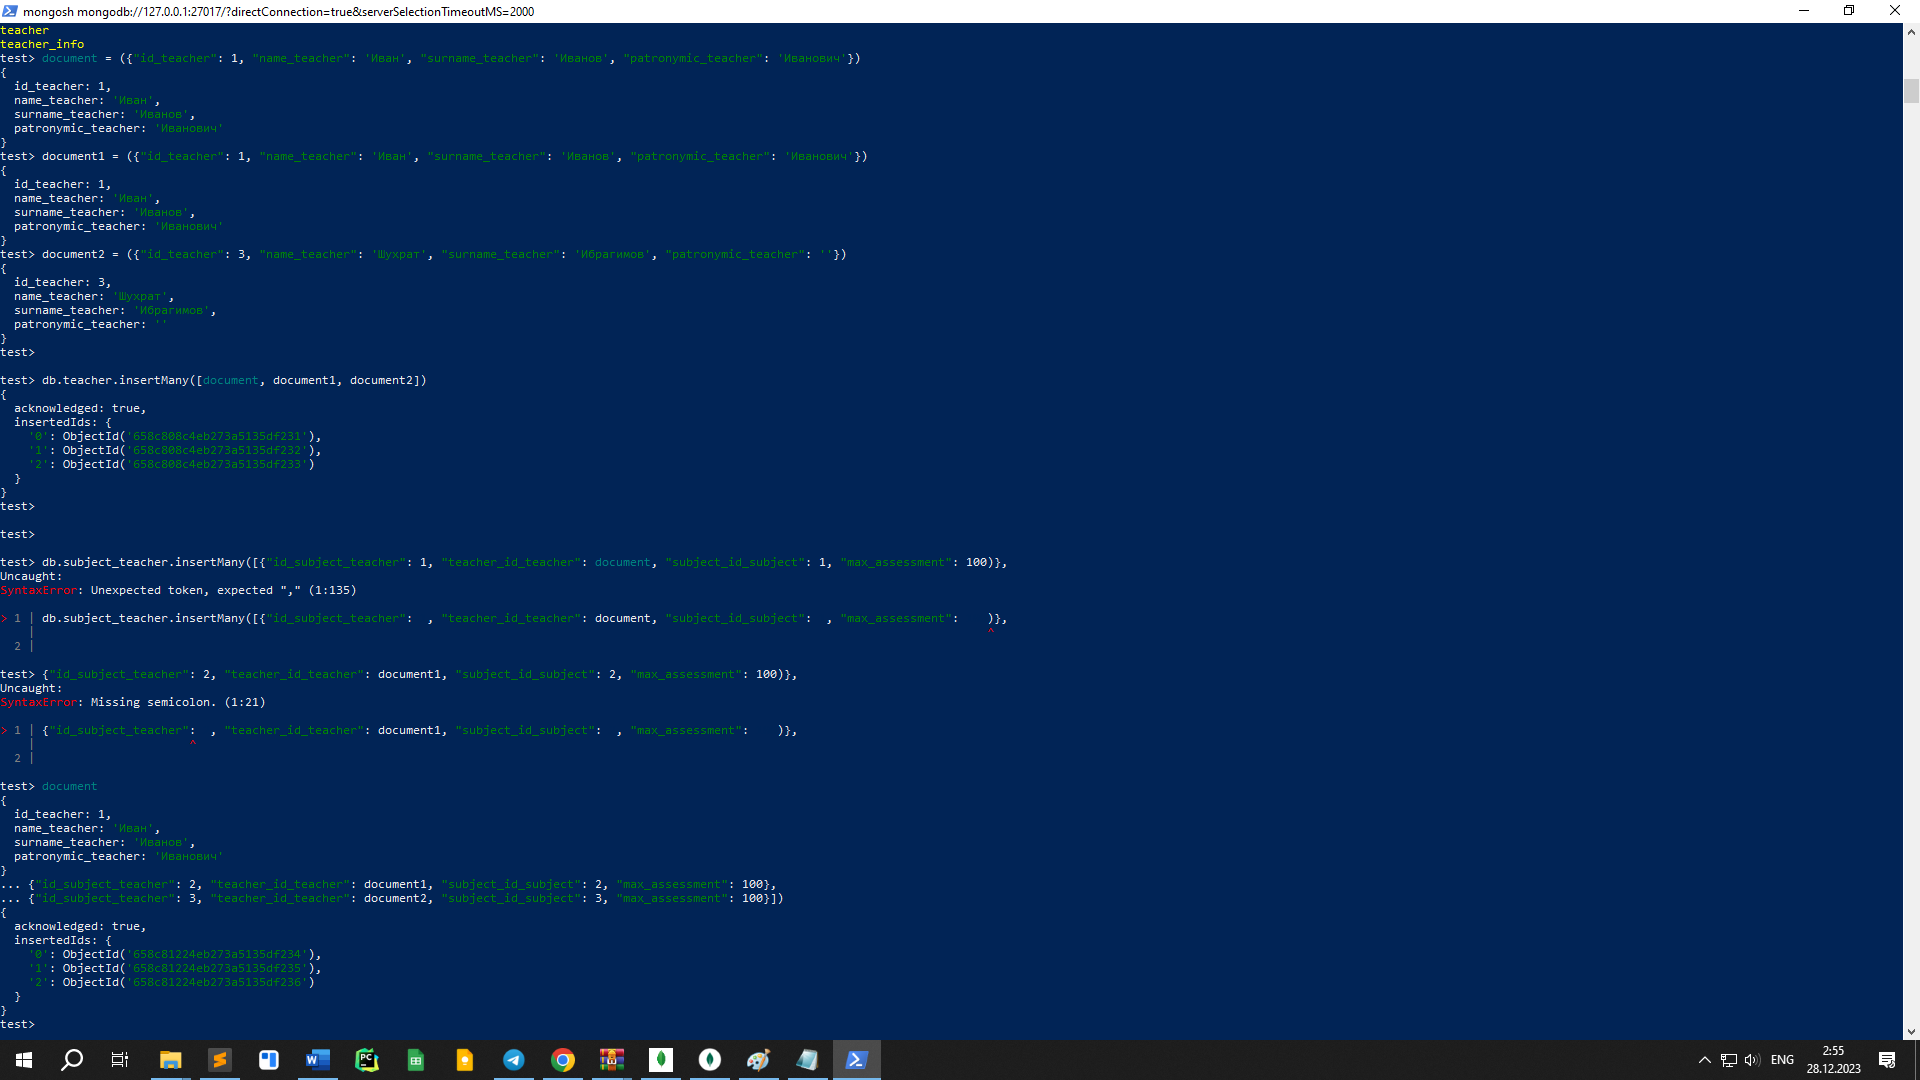 mongosh mongodb://127.0.0.1:27017/?directConnection=true&serverSelectionTimeoutMS=2000
teacher
teacher_info
test> document = ({"id_teacher": 1, "name_teacher": 'Иван', "surname_teacher": 'Иванов', "patronymic_teacher": 'Иванович'})
{
  id_teacher: 1,
  name_teacher: 'Иван',
  surname_teacher: 'Иванов',
  patronymic_teacher: 'Иванович'
}
test> document1 = ({"id_teacher": 1, "name_teacher": 'Иван', "surname_teacher": 'Иванов', "patronymic_teacher": 'Иванович'})
{
  id_teacher: 1,
  name_teacher: 'Иван',
  surname_teacher: 'Иванов',
  patronymic_teacher: 'Иванович'
}
test> document2 = ({"id_teacher": 3, "name_teacher": 'Шухрат', "surname_teacher": 'Ибрагимов', "patronymic_teacher": ''})
{
  id_teacher: 3,
  name_teacher: 'Шухрат',
  surname_teacher: 'Ибрагимов',
  patronymic_teacher: ''
}
test>
test> db.teacher.insertMany([document, document1, document2])
{
  acknowledged: true,
  insertedIds: {
    '0': ObjectId('658c808c4eb273a5135df231'),
    '1': ObjectId('658c808c4eb273a5135df232'),
    '2': ObjectId('658c808c4eb273a5135df233')
  }
}
test>
test>
test> db.subject_teacher.insertMany([{"id_subject_teacher": 1, "teacher_id_teacher": document, "subject_id_subject": 1, "max_assessment": 100)},
Uncaught:
SyntaxError: Unexpected token, expected "," (1:135)
> 1 | db.subject_teacher.insertMany([{"id_subject_teacher":  , "teacher_id_teacher": document, "subject_id_subject":  , "max_assessment":    )},
    | ^
  2 |
test> {"id_subject_teacher": 2, "teacher_id_teacher": document1, "subject_id_subject": 2, "max_assessment": 100)},
Uncaught:
SyntaxError: Missing semicolon. (1:21)
> 1 | {"id_subject_teacher":  , "teacher_id_teacher": document1, "subject_id_subject":  , "max_assessment":    )},
    | ^
  2 |
test> document
{
  id_teacher: 1,
  name_teacher: 'Иван',
  surname_teacher: 'Иванов',
  patronymic_teacher: 'Иванович'
}
... {"id_subject_teacher": 2, "teacher_id_teacher": document1, "subject_id_subject": 2, "max_assessment": 100},
... {"id_subject_teacher": 3, "teacher_id_teacher": document2, "subject_id_subject": 3, "max_assessment": 100}])
{
  acknowledged: true,
  insertedIds: {
    '0': ObjectId('658c81224eb273a5135df234'),
    '1': ObjectId('658c81224eb273a5135df235'),
    '2': ObjectId('658c81224eb273a5135df236')
  }
}
test>
ENG
2:55
28.12.2023